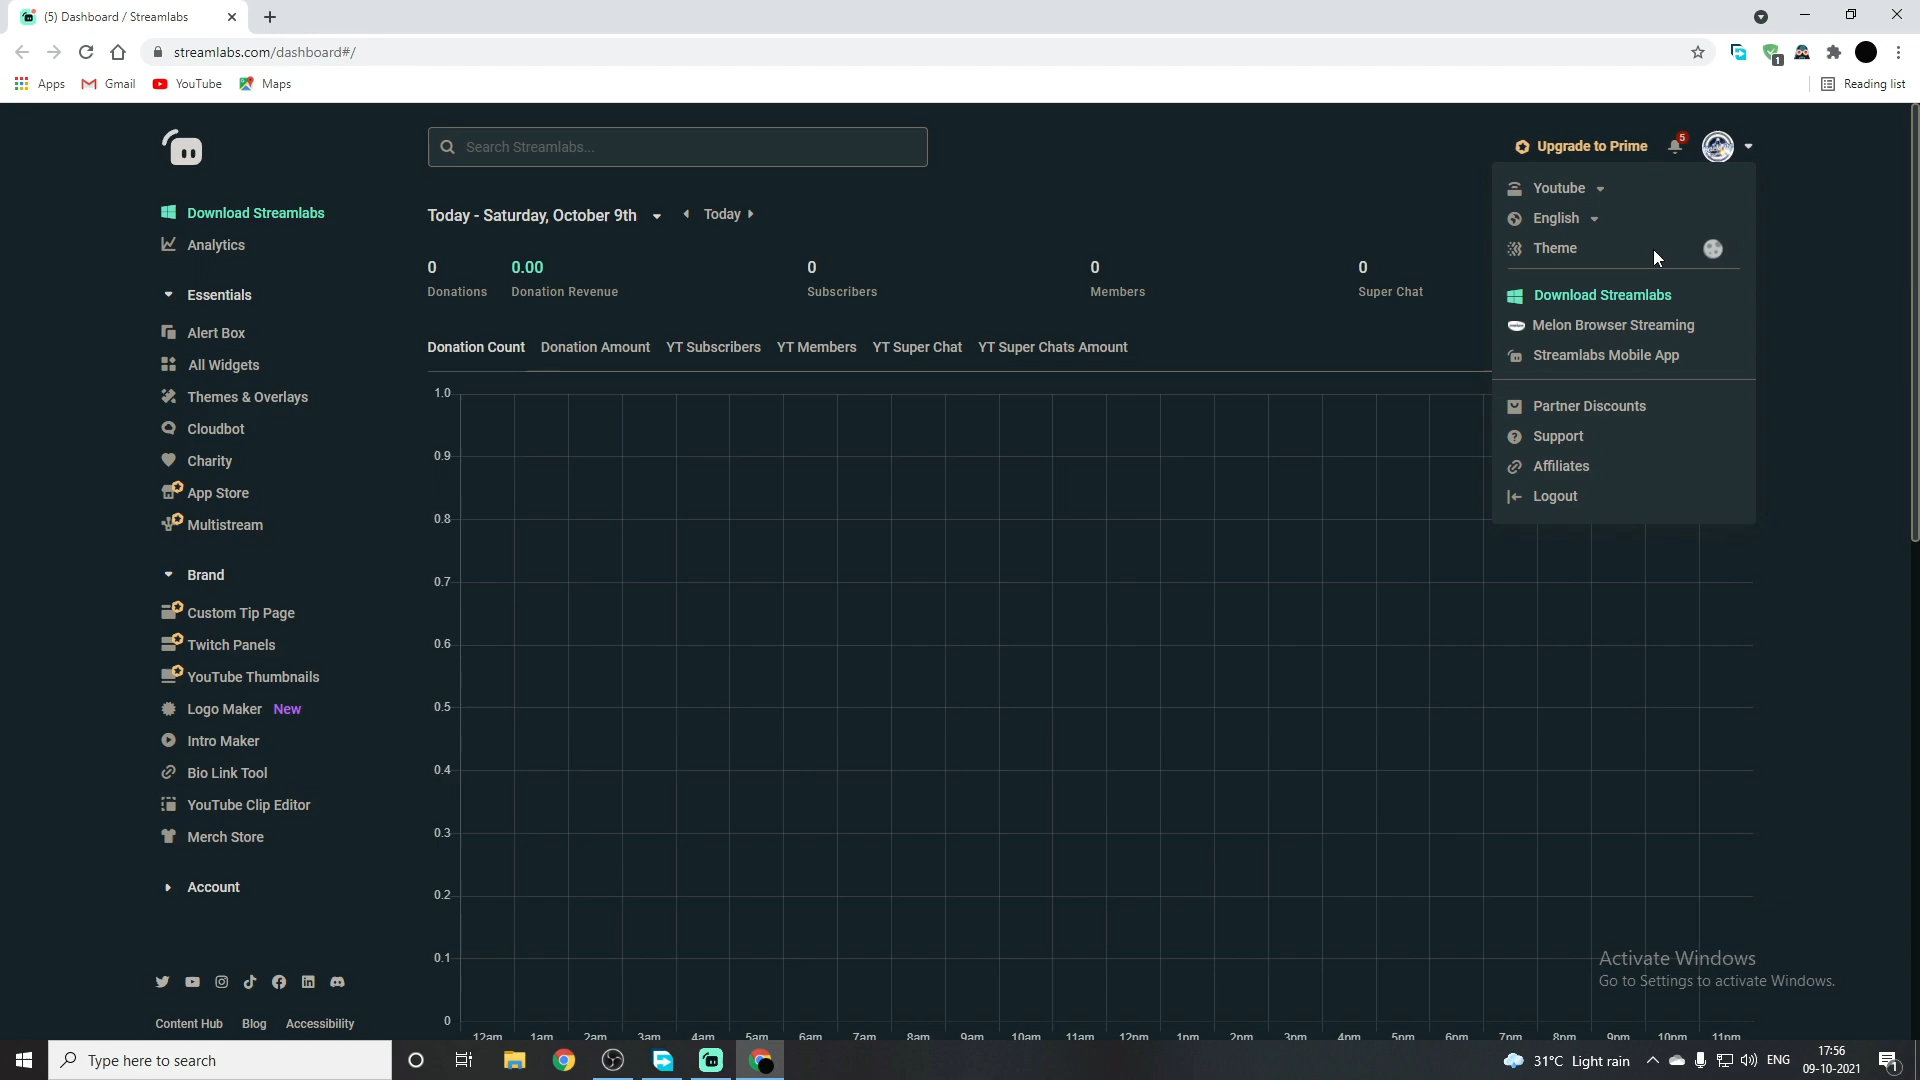 (5) Dashboard / Streamlabs
streamlabs.com/dashboard#/
1
Apps
Gmail
YouTube
Maps
Reading list
Search Streamlabs...
Upgrade to Prime
5
Download Streamlabs
Analytics
Essentials
Alert Box
All Widgets
Themes & Overlays
Cloudbot
Charity
App Store
Multistream
Brand
Custom Tip Page
Twitch Panels
YouTube Thumbnails
Logo Maker New
Intro Maker
Bio Link Tool
YouTube Clip Editor
Merch Store
Account
Content Hub Blog Accessibility
Today - Saturday, October 9th
Today
0 0.00 0 0 0
Donations Donation Revenue Subscribers Members Super Chat
Donation Count Donation Amount YT Subscribers YT Members YT Super Chat YT Super Chats Amount
1.0
0.9
0.8
0.7
0.6
0.5
0.4
0.3
0.2
0.1
0
12am 1am 2am 3am 4am 5am 6am 7am 8am 9am 10am 11am 12pm 1pm 2pm 3pm 4pm 5pm 6pm 7pm 8pm 9pm 10pm 11pm
Youtube
English
Theme
Download Streamlabs
Melon Browser Streaming
Streamlabs Mobile App
Partner Discounts
Support
Affiliates
Logout
Activate Windows
Go to Settings to activate Windows.
Type here to search
31°C Light rain
ENG
17:56
09-10-2021
1